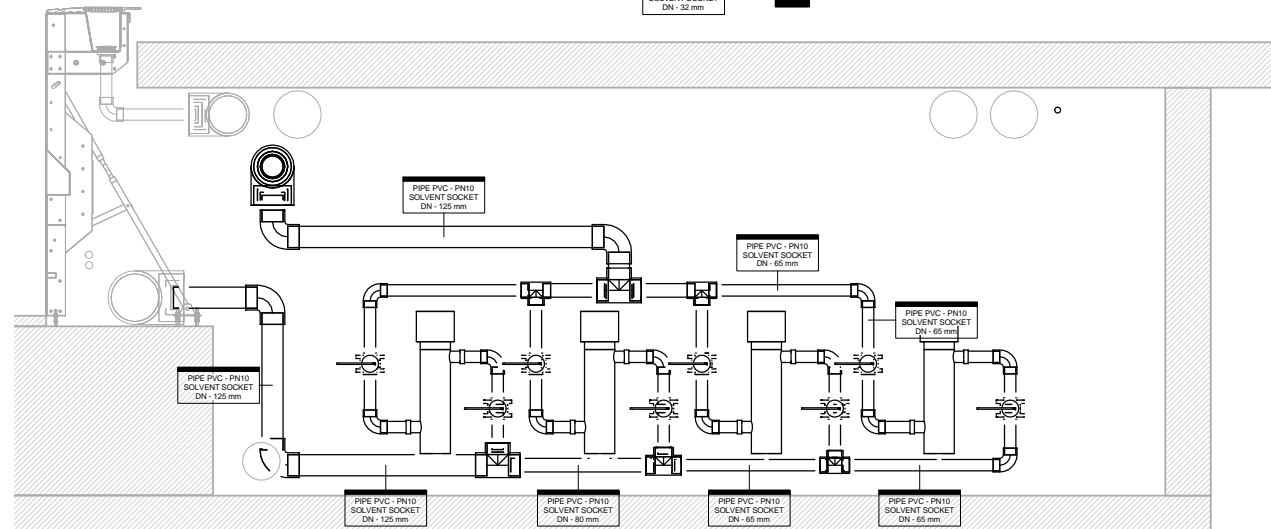 SOLVENT SOCKET
DN - 32 mm
PIPE PVC - PN10
SOLVENT SOCKET
DN - 125 mm
PIPE PVC - PN10
SOLVENT SOCKET
DN - 65 mm
PIPE PVC - PN10
SOLVENT SOCKET
DN - 65 mm
PIPE PVC - PN10
SOLVENT SOCKET
DN - 125 mm
PIPE PVC - PN10
SOLVENT SOCKET
DN - 125 mm
PIPE PVC - PN10
SOLVENT SOCKET
DN - 80 mm
PIPE PVC - PN10
SOLVENT SOCKET
DN - 65 mm
PIPE PVC - PN10
SOLVENT SOCKET
DN - 65 mm